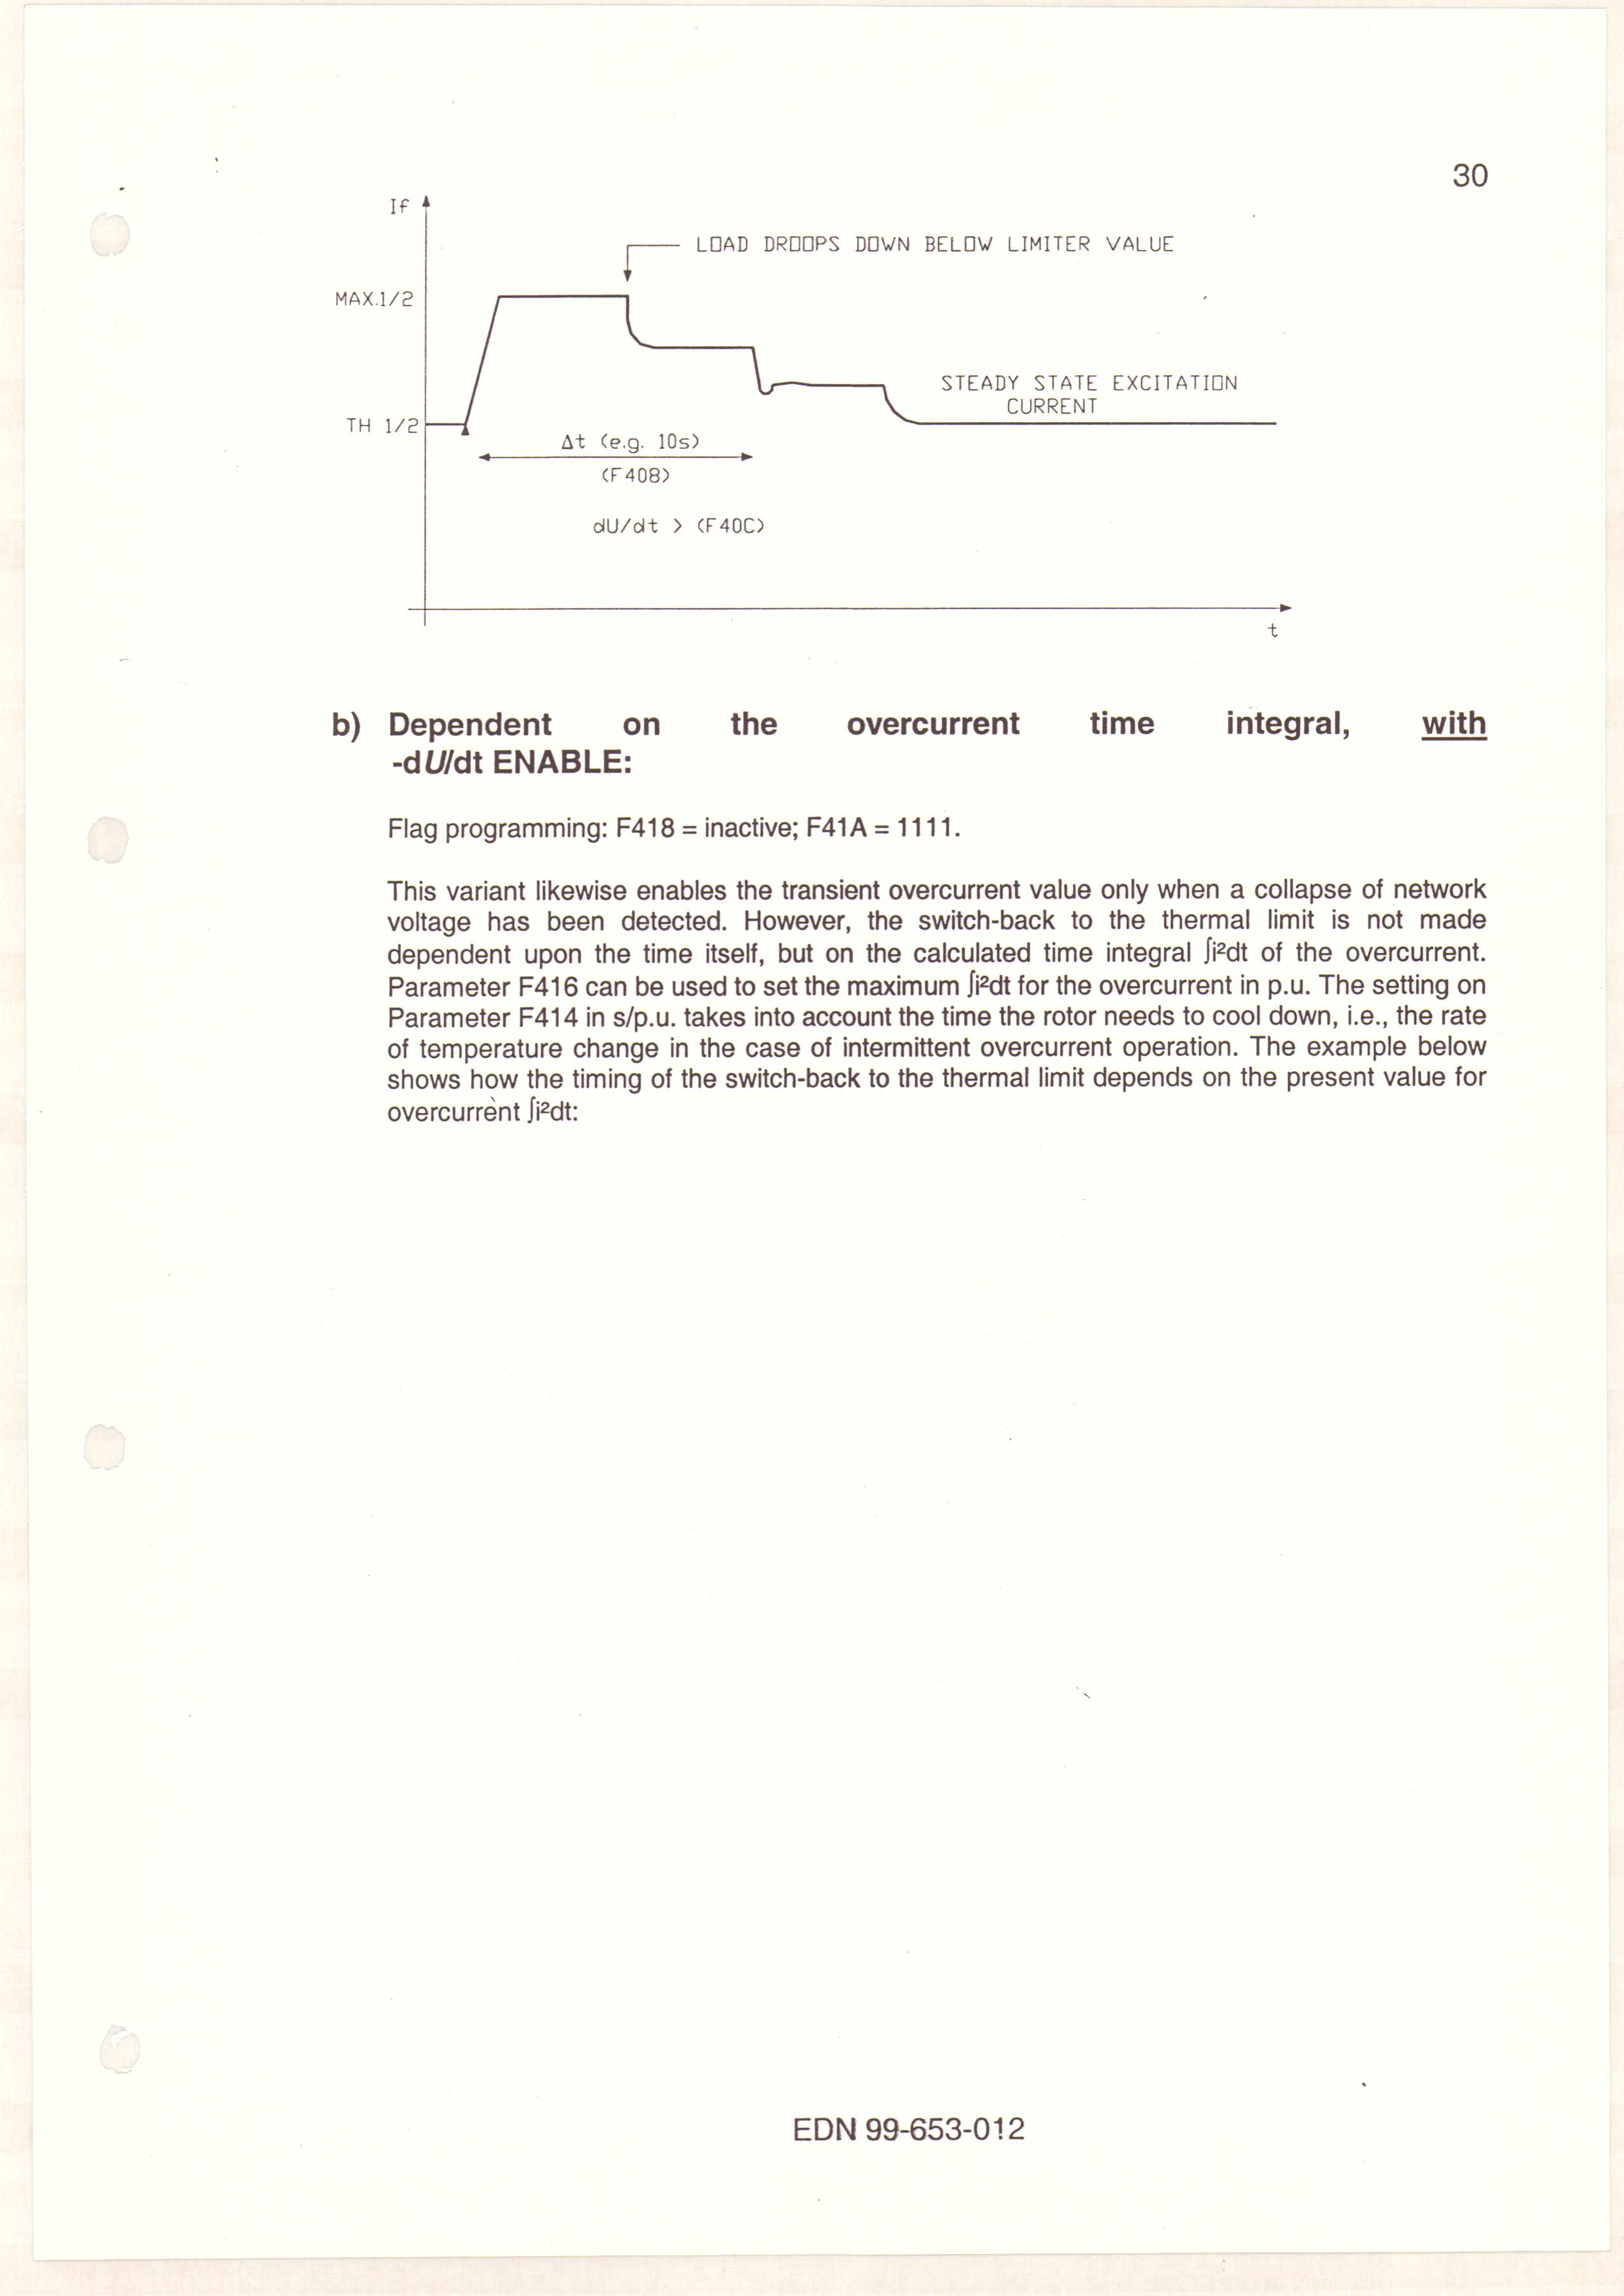 30
If
LOAD DROOPS DOWN BELOW LIMITER VALUE
MAX.1/2
STEADY STATE EXCITATION
CURRENT
TH 1/2
Δt (e.g. 10s)
(F408)
dU/dt > (F40C)
t
b) Dependent on the overcurrent time integral, with
-dU/dt ENABLE:
Flag programming: F418 = inactive; F41A = 1111.
This variant likewise enables the transient overcurrent value only when a collapse of network
voltage has been detected. However, the switch-back to the thermal limit is not made
dependent upon the time itself, but on the calculated time integral ∫i²dt of the overcurrent.
Parameter F416 can be used to set the maximum ∫i²dt for the overcurrent in p.u. The setting on
Parameter F414 in s/p.u. takes into account the time the rotor needs to cool down, i.e., the rate
of temperature change in the case of intermittent overcurrent operation. The example below
shows how the timing of the switch-back to the thermal limit depends on the present value for
overcurrent ∫i²dt:
EDN 99-653-012